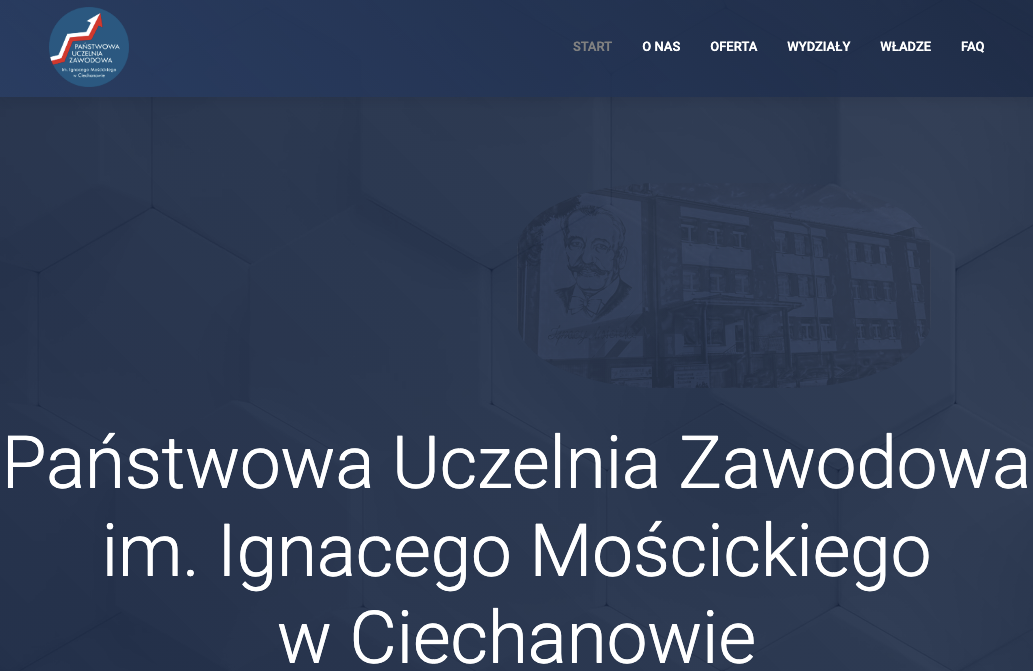 PAŃSTWOWA
UCZELNIA
ZAWODOWA
im. Ignacego Mościckiego
w Ciechanowie
START O NAS OFERTA WYDZIAŁY WŁADZE FAQ
Państwowa Uczelnia Zawodowa
im. Ignacego Mościckiego
w Ciechanowie